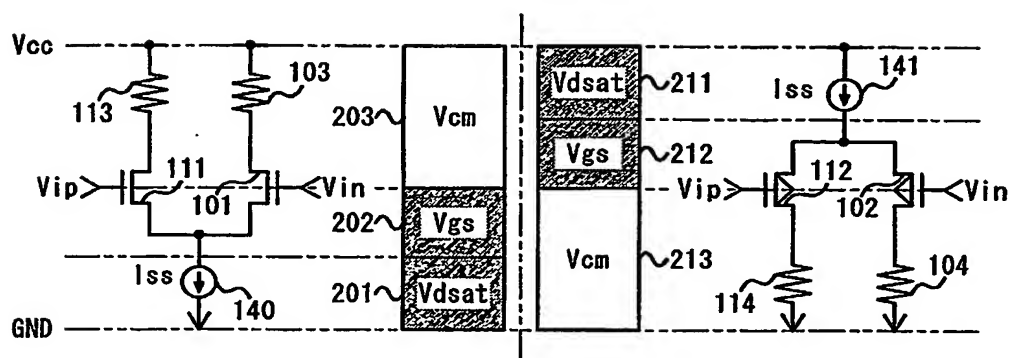 Vcc
113
103
203
Vcm
Vdsat
211
Iss
141
Vgs
212
Vip
111
101
Vin
202
Vgs
Vip
112
102
Vin
Iss
140
201
Vdsat
Vcm
213
114
104
GND